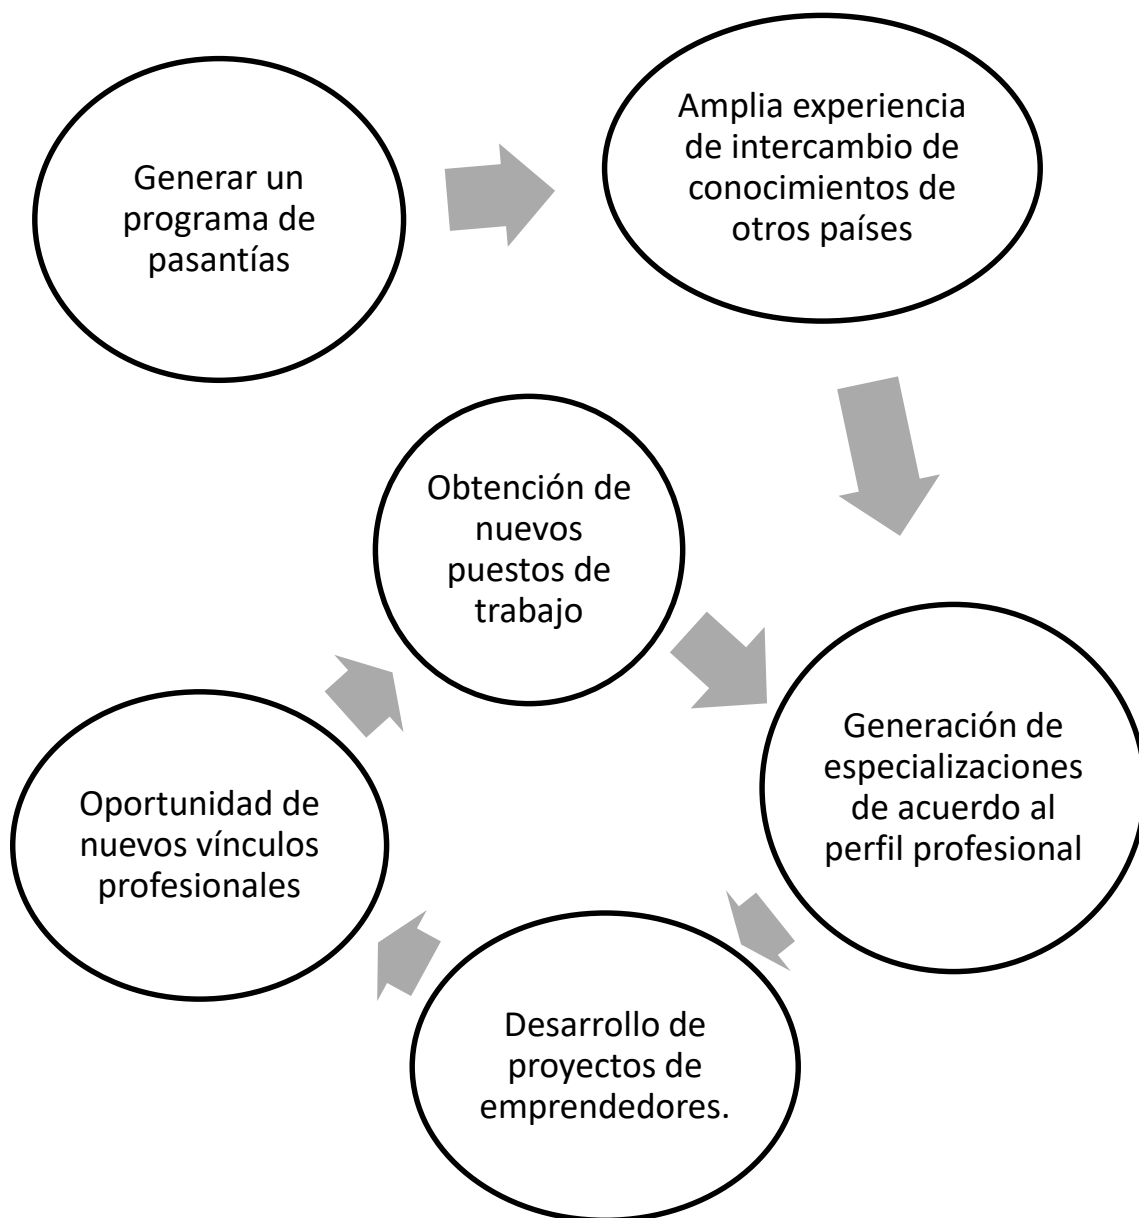 Generar un
programa de
pasantías
Amplia experiencia
de intercambio de
conocimientos de
otros países
Obtención de
nuevos
puestos de
trabajo
Generación de
especializaciones
de acuerdo al
perfil profesional
Desarrollo de
proyectos de
emprendedores.
Oportunidad de
nuevos vínculos
profesionales